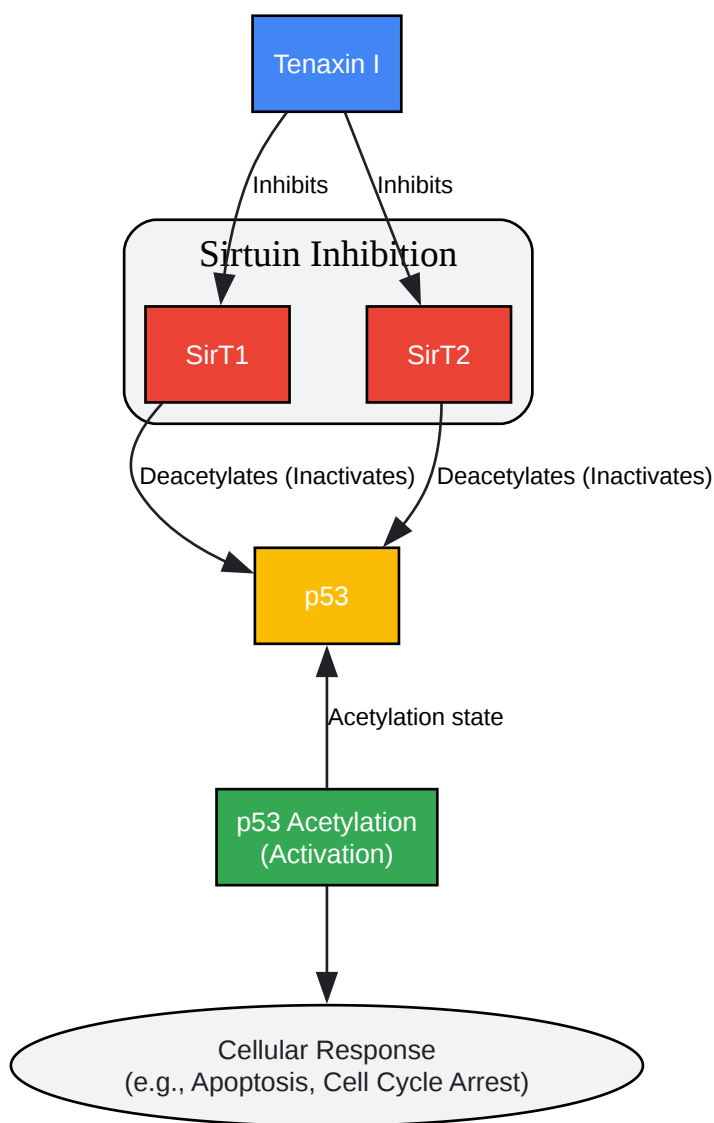 Tenaxin I
Inhibits
Inhibits
Sirtuin Inhibition
SirT1
SirT2
Deacetylates (Inactivates)
Deacetylates (Inactivates)
p53
Acetylation state
p53 Acetylation
(Activation)
Cellular Response
(e.g., Apoptosis, Cell Cycle Arrest)